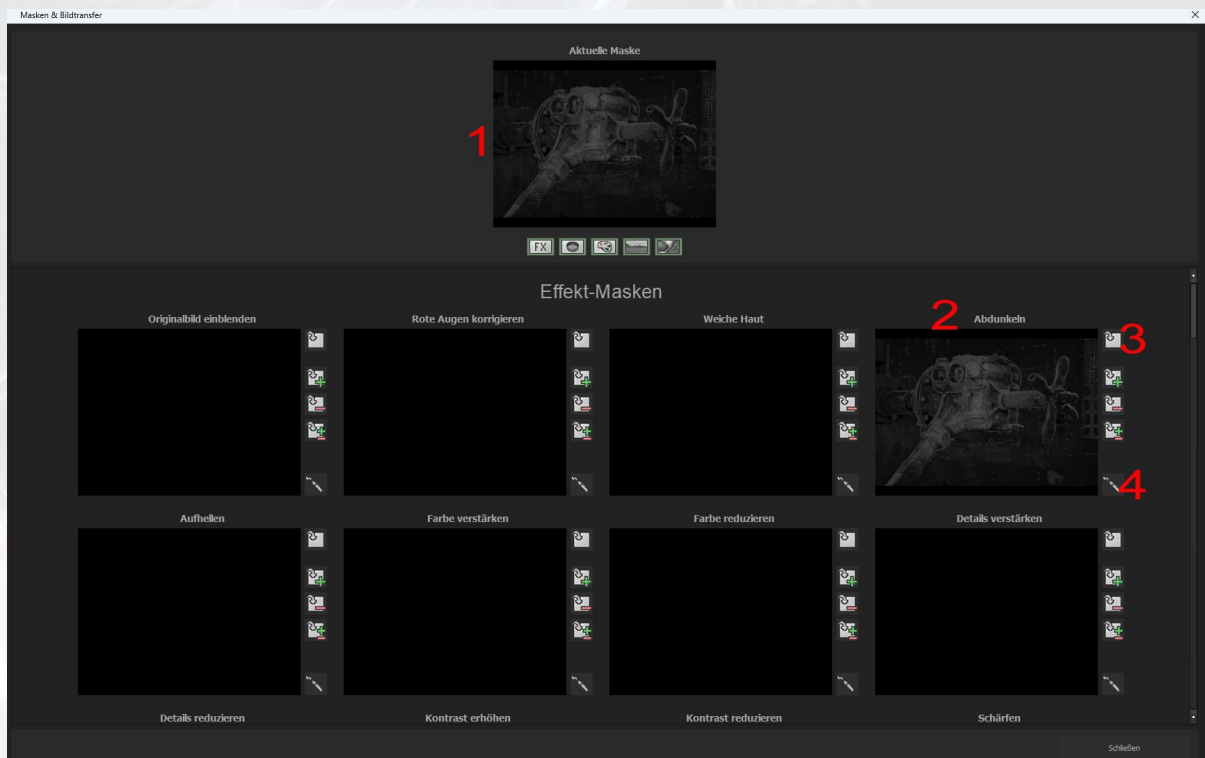 Masken & Bildtransfer
Aktuelle Maske
1
FX
Effekt-Masken
2
Originalbild einblenden Rote Augen korrigieren Weiche Haut Abdunkeln
3
4
Aufhellen Farbe verstärken Farbe reduzieren Details verstärken
Details reduzieren Kontrast erhöhen Kontrast reduzieren Schärfen
Schließen